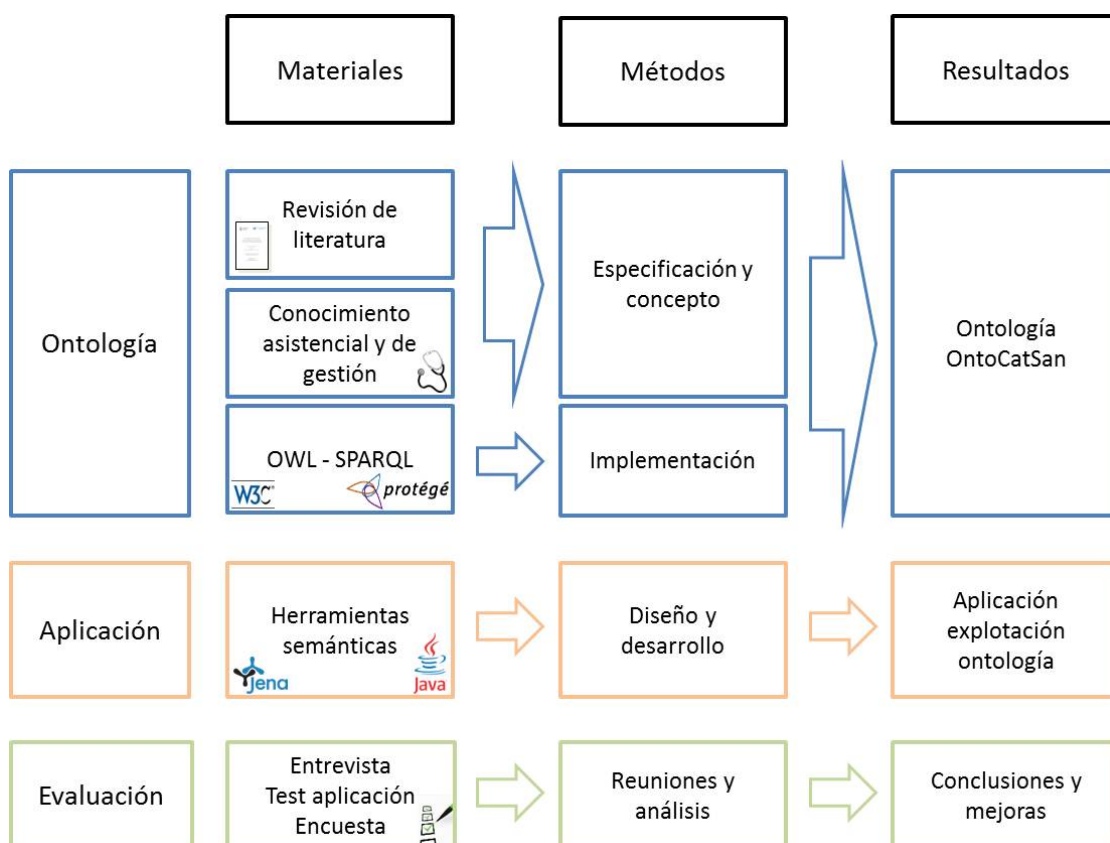 Materiales
Métodos
Resultados
Ontología
Revisión de
literatura
Conocimiento
asistencial y de
gestión
OWL - SPARQL
W3C
protégé
Especificación y
concepto
Implementación
Ontología
OntoCatSan
Aplicación
Herramientas
semánticas
Jena
Java
Diseño y
desarrollo
Aplicación
explotación
ontología
Evaluación
Entrevista
Test aplicación
Encuesta
Reuniones y
análisis
Conclusiones y
mejoras